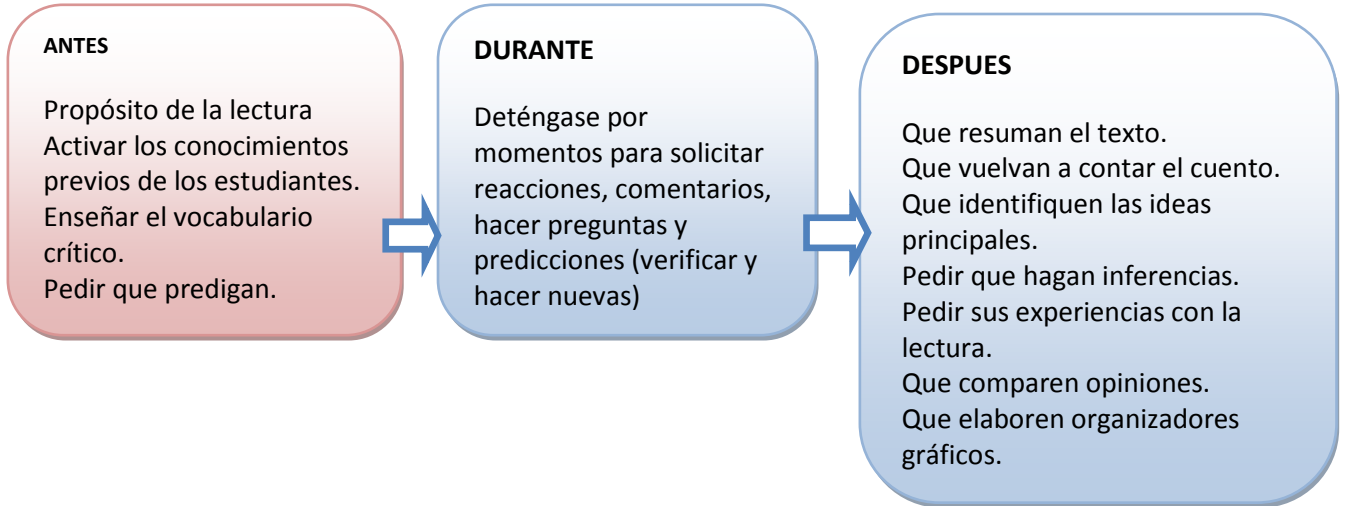 ANTES
Propósito de la lectura
Activar los conocimientos
previos de los estudiantes.
Enseñar el vocabulario
crítico.
Pedir que predigan.
DURANTE
Deténgase por
momentos para solicitar
reacciones, comentarios,
hacer preguntas y
predicciones (verificar y
hacer nuevas)
DESPUES
Que resuman el texto.
Que vuelvan a contar el cuento.
Que identifiquen las ideas
principales.
Pedir que hagan inferencias.
Pedir sus experiencias con la
lectura.
Que comparen opiniones.
Que elaboren organizadores
gráficos.